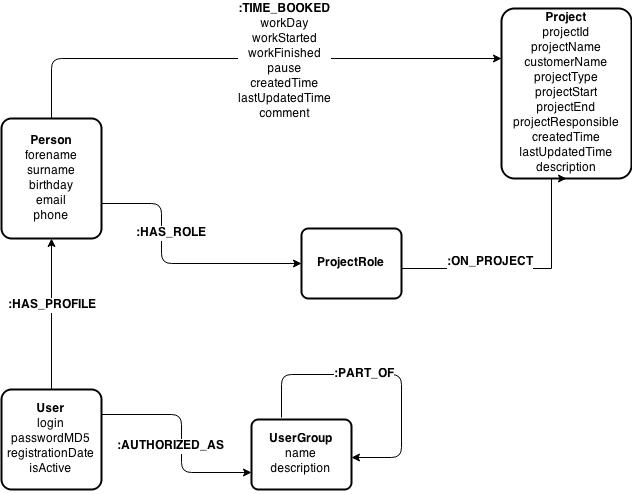 :TIME_BOOKED
workDay
workStarted
workFinished
pause
createdTime
lastUpdatedTime
comment
Project
projectId
projectName
customerName
projectType
projectStart
projectEnd
projectResponsible
createdTime
lastUpdatedTime
description
Person
forename
surname
birthday
email
phone
:HAS_ROLE
ProjectRole
:ON_PROJECT
:HAS_PROFILE
User
login
passwordMD5
registrationDate
isActive
:AUTHORIZED_AS
:PART_OF
UserGroup
name
description